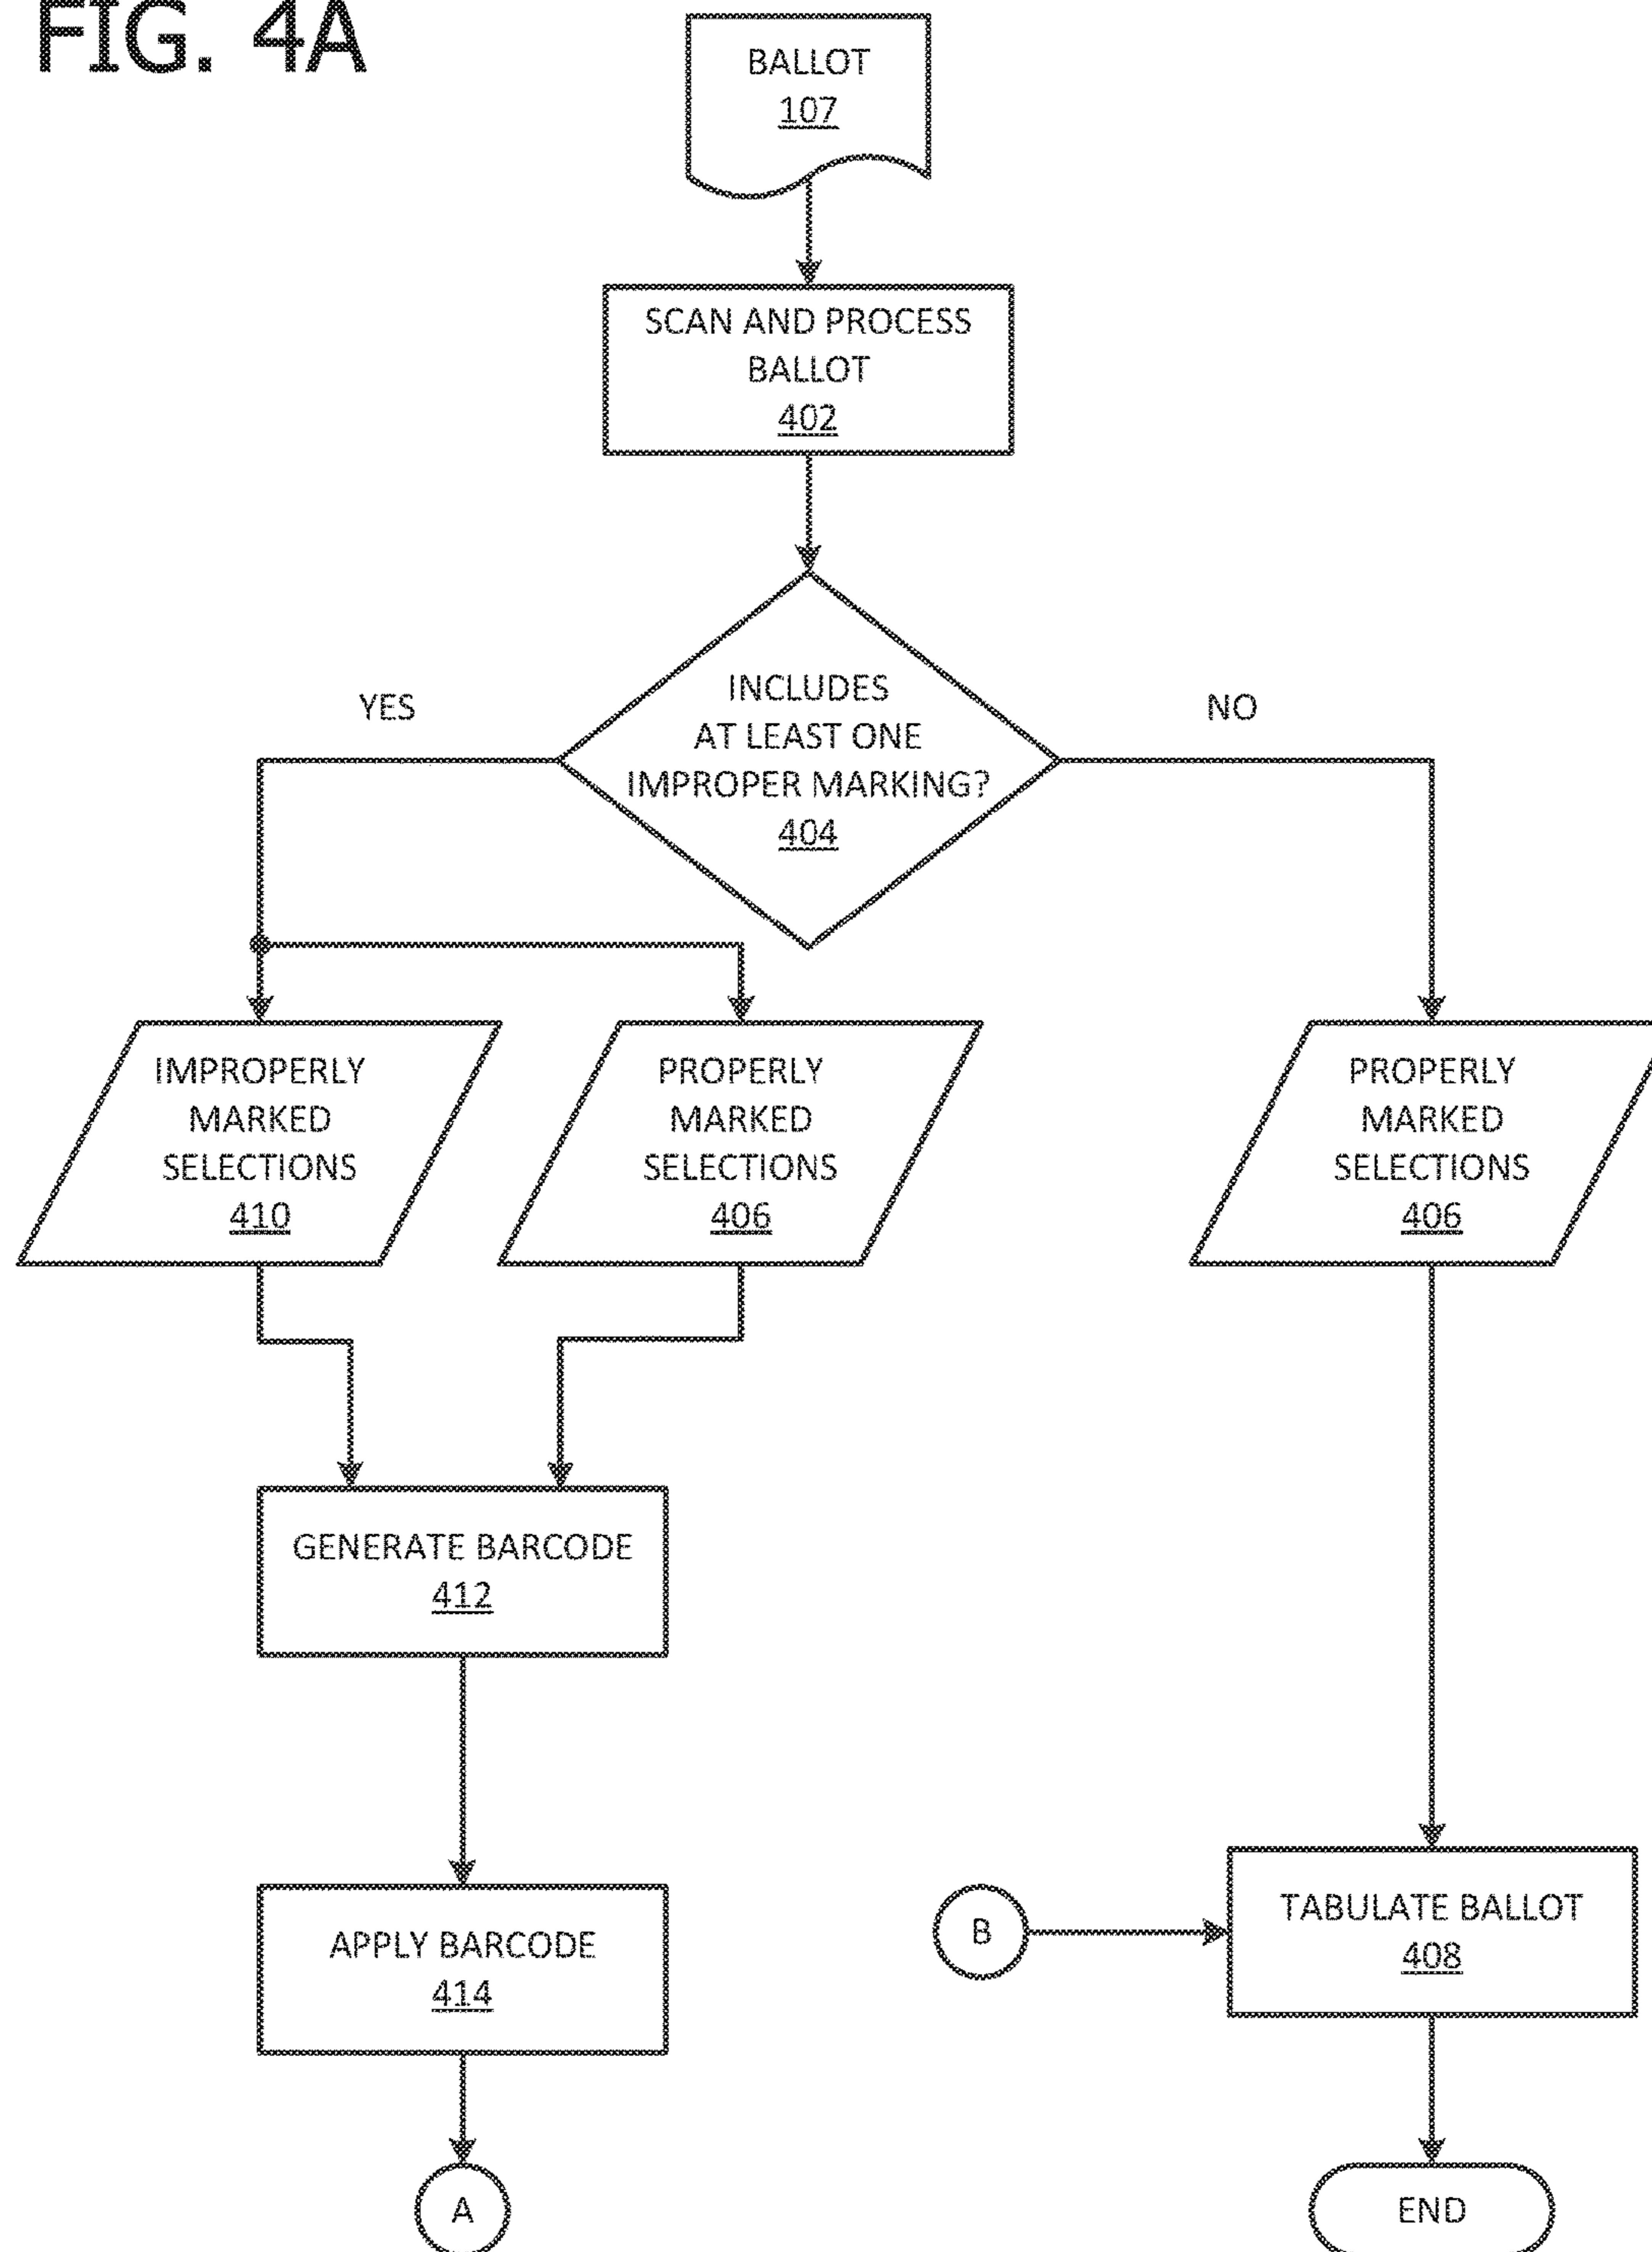 FIG. 4A
BALLOT
107
SCAN AND PROCESS
BALLOT
402
INCLUDES
AT LEAST ONE
IMPROPER MARKING?
404
YES
NO
IMPROPERLY
MARKED
SELECTIONS
410
PROPERLY
MARKED
SELECTIONS
406
PROPERLY
MARKED
SELECTIONS
406
GENERATE BARCODE
412
APPLY BARCODE
414
B
TABULATE BALLOT
408
A
END